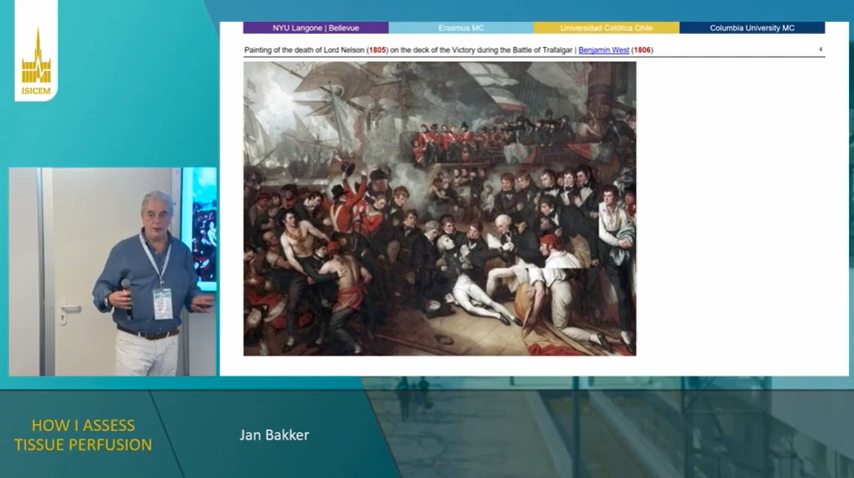 ISICEM
NYU Langone | Bellevue
Erasmus MC
Universidad Católica Chile
Columbia University MC
Painting of the death of Lord Nelson (1805) on the deck of the Victory during the Battle of Trafalgar | Benjamin West (1806)
4
HOW I ASSESS
TISSUE PERFUSION
Jan Bakker